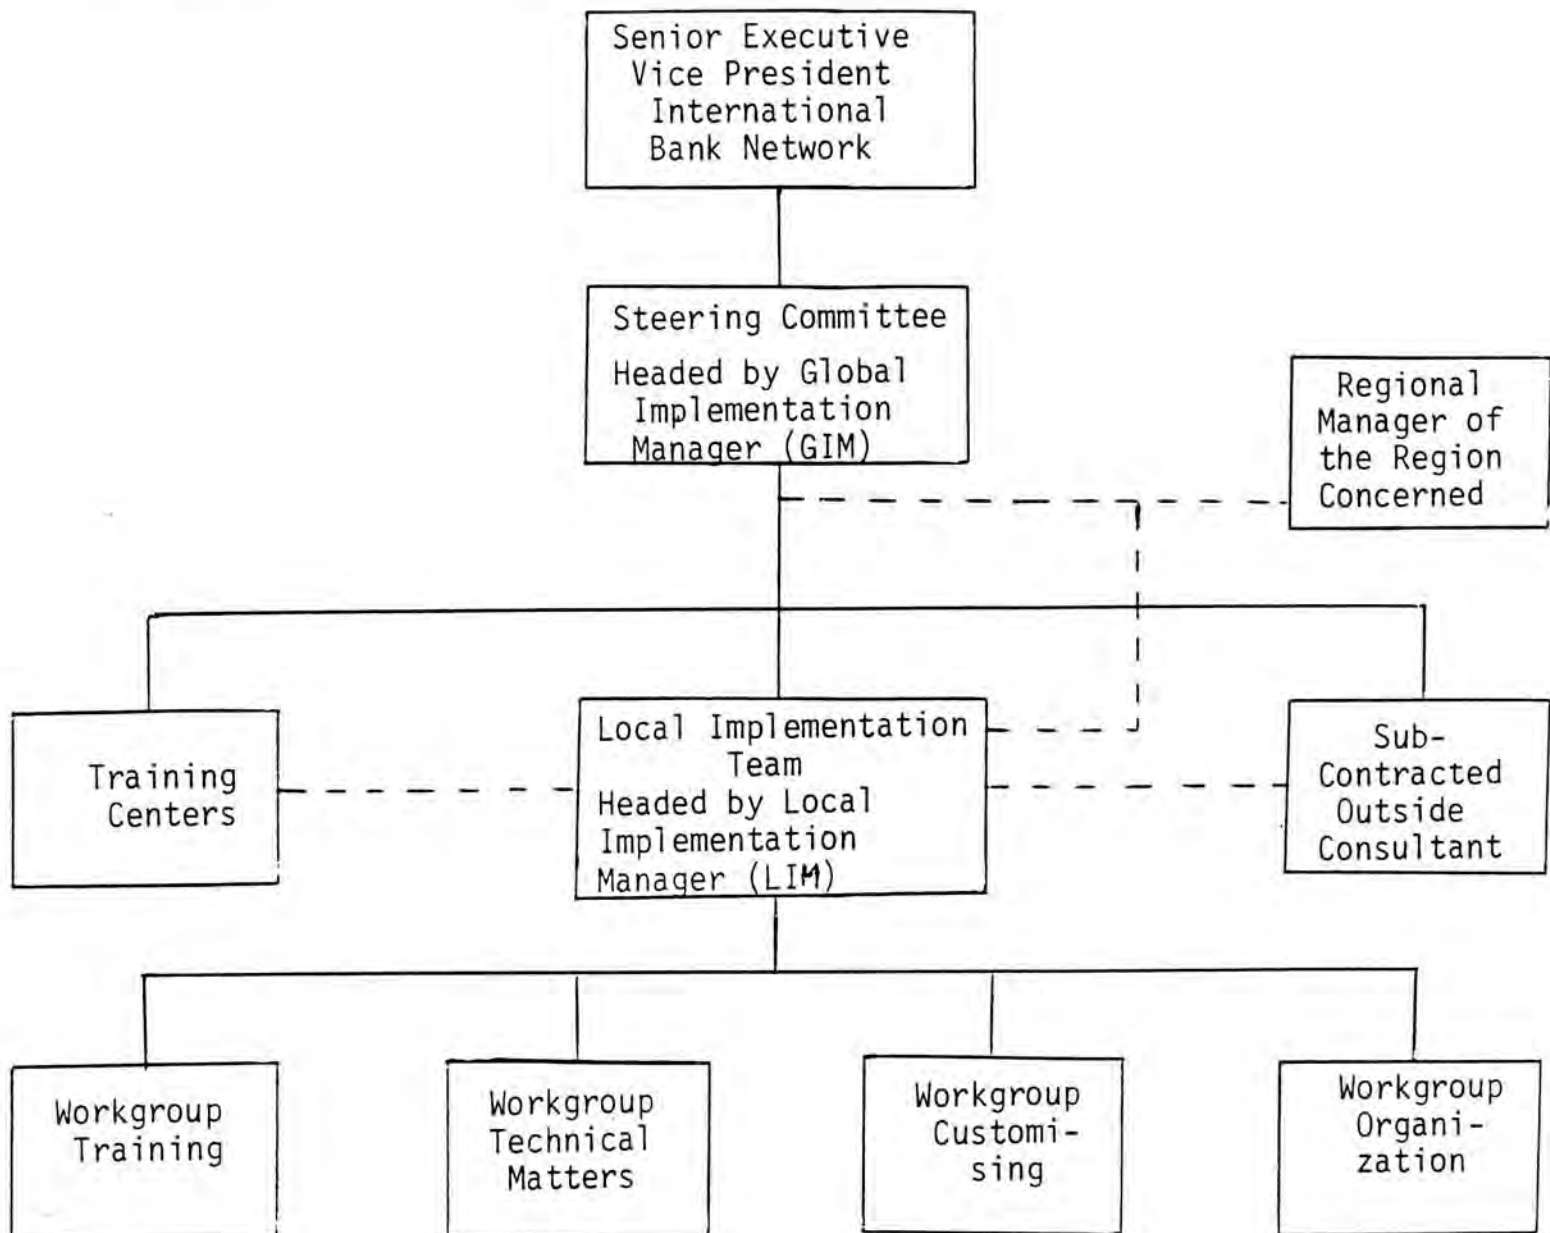 Senior Executive
Vice President
International
Bank Network
Steering Committee
Headed by Global
Implementation
Manager (GIM)
Regional
Manager of
the Region
Concerned
Training
Centers
Local Implementation
Team
Headed by Local
Implementation
Manager (LIM)
Sub-
Contracted
Outside
Consultant
Workgroup
Training
Workgroup
Technical
Matters
Workgroup
Customi-
sing
Workgroup
Organi-
zation